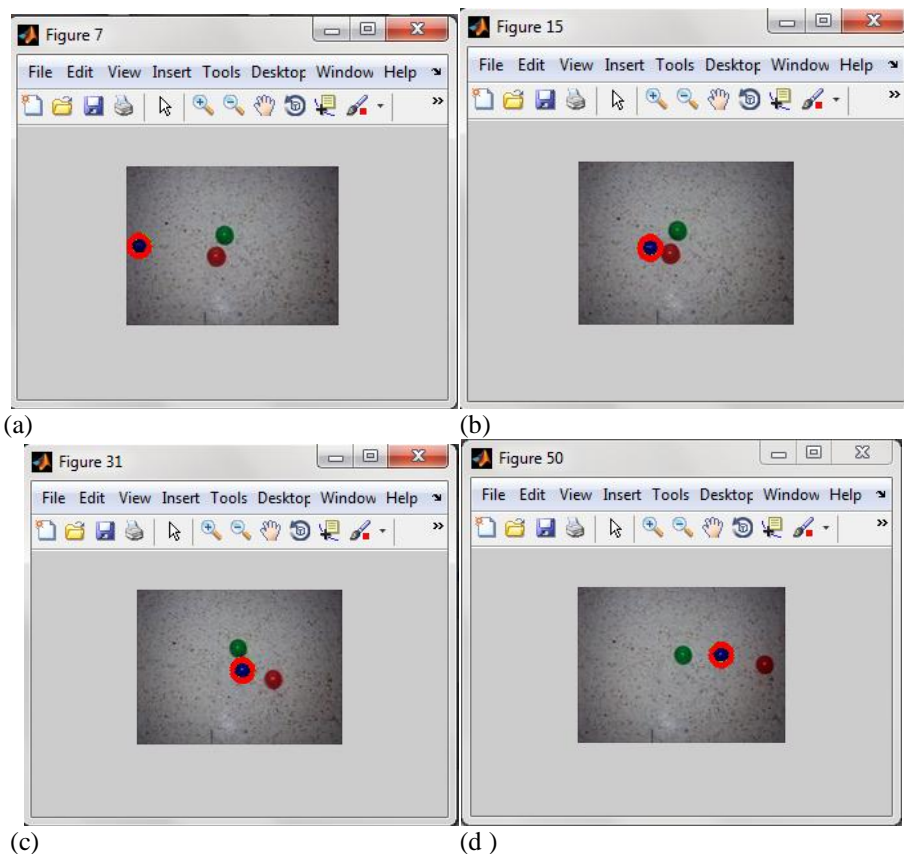 Figure 7
File Edit View Insert Tools Desktop Window Help
(a)
Figure 15
File Edit View Insert Tools Desktop Window Help
(b)
Figure 31
File Edit View Insert Tools Desktop Window Help
(c)
Figure 50
File Edit View Insert Tools Desktop Window Help
(d )